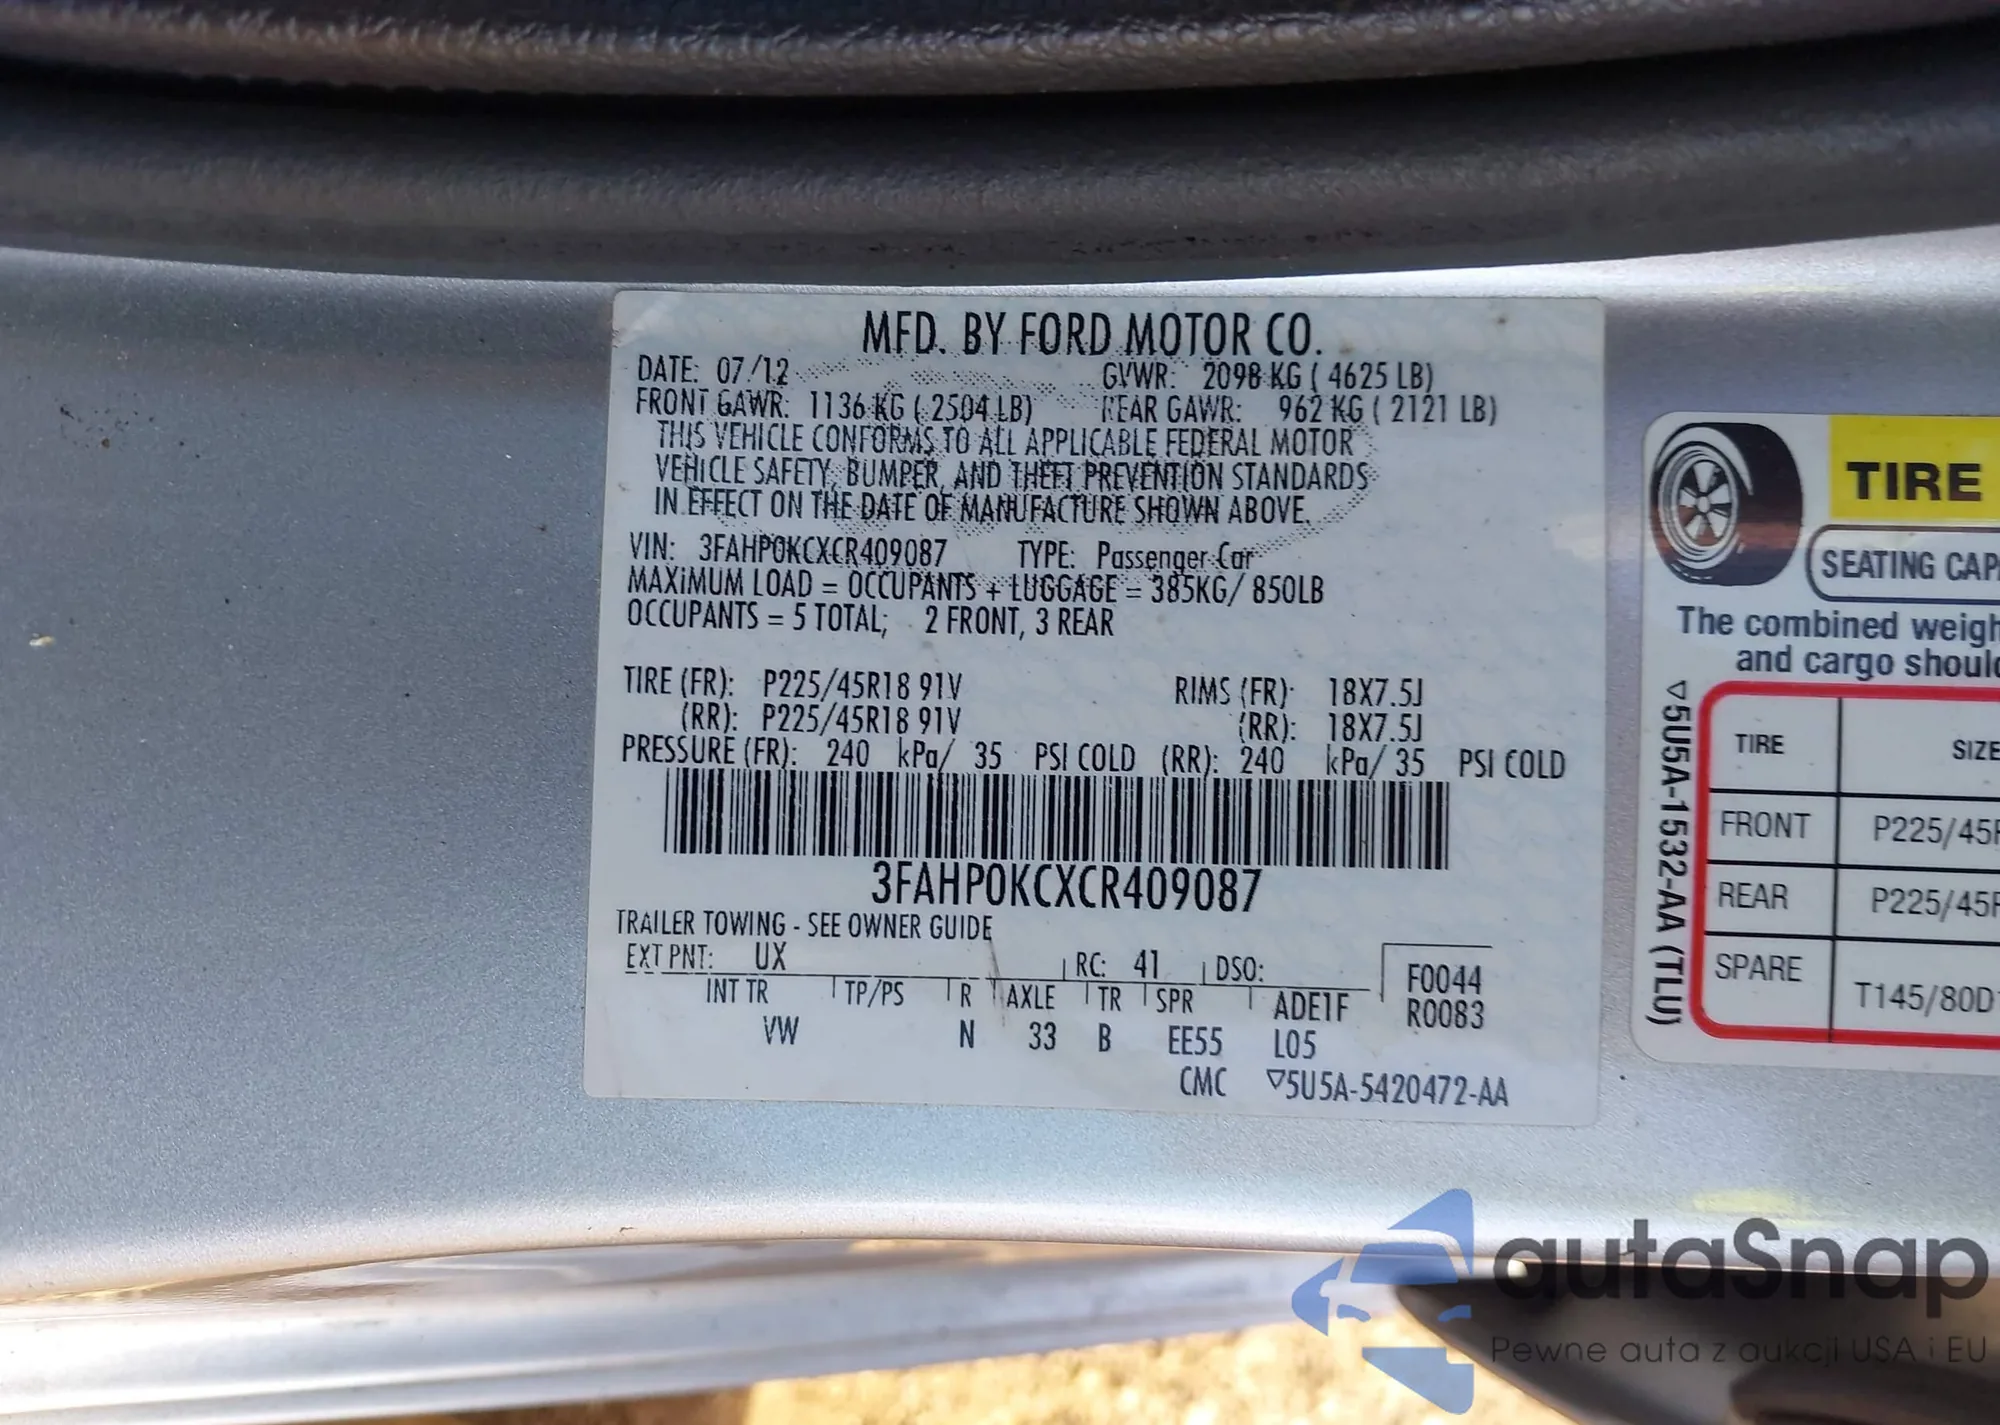 MFD. BY FORD MOTOR CO.
DATE: 07/12 GVWR: 2098 KG ( 4625 LB)
FRONT GAWR: 1136 KG ( 2504 LB) REAR GAWR: 962 KG ( 2121 LB)
THIS VEHICLE CONFORMS TO ALL APPLICABLE FEDERAL MOTOR
VEHICLE SAFETY, BUMPER, AND THEFT PREVENTION STANDARDS
IN EFFECT ON THE DATE OF MANUFACTURE SHOWN ABOVE.
VIN: 3FAHP0KCXCR409087 TYPE: Passenger Car
MAXIMUM LOAD = OCCUPANTS + LUGGAGE = 385KG/ 850LB
OCCUPANTS = 5 TOTAL; 2 FRONT, 3 REAR
TIRE (FR): P225/45R18 91V RIMS (FR): 18X7.5J
(RR): P225/45R18 91V (RR): 18X7.5J
PRESSURE (FR): 240 kPa/ 35 PSI COLD (RR): 240 kPa/ 35 PSI COLD
3FAHP0KCXCR409087
TRAILER TOWING - SEE OWNER GUIDE
EXT PNT: UX RC: 41 DSO: F0044
INT TR TP/PS R AXLE TR SPR ADE1F R0083
VW N 33 B EE55 L05
CMC ▽5U5A-5420472-AA
TIRE
SEATING CAPA
The combined weigh
and cargo shoul
TIRE SIZE
FRONT P225/45R
REAR P225/45R
SPARE T145/80D
▽5U5A-1532-AA (TLU)
autaSnap
Pewne auta z aukcji USA i EU